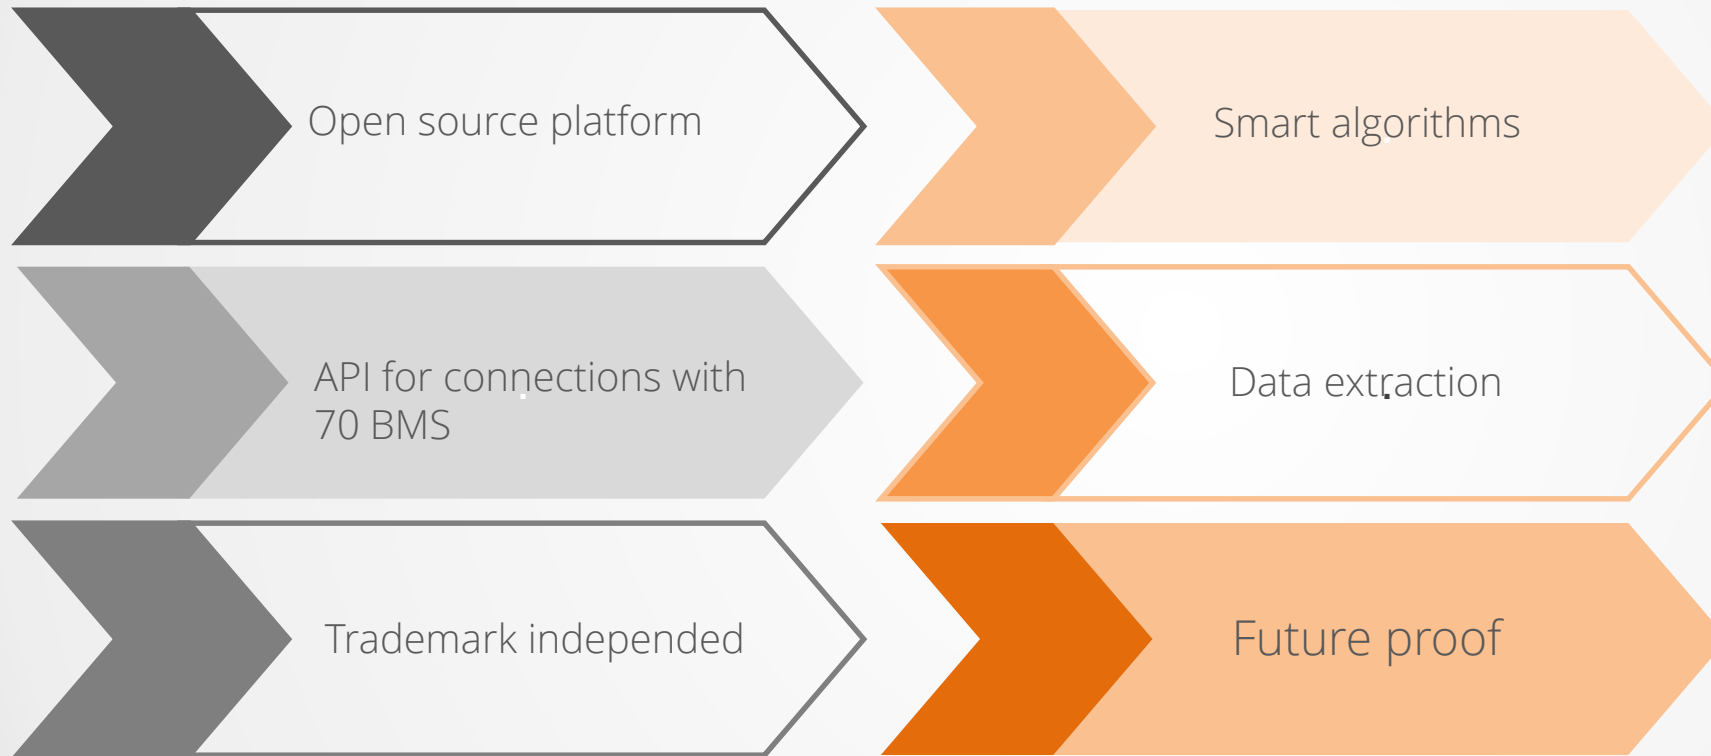 Open source platform
Smart algorithms
API for connections with
70 BMS
Data extraction
Trademark independed
Future proof